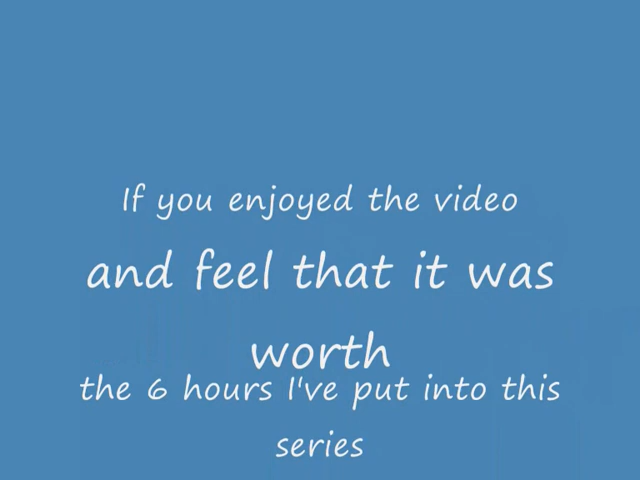 If you enjoyed the video
and feel that it was
worth
the 6 hours I've put into this
series